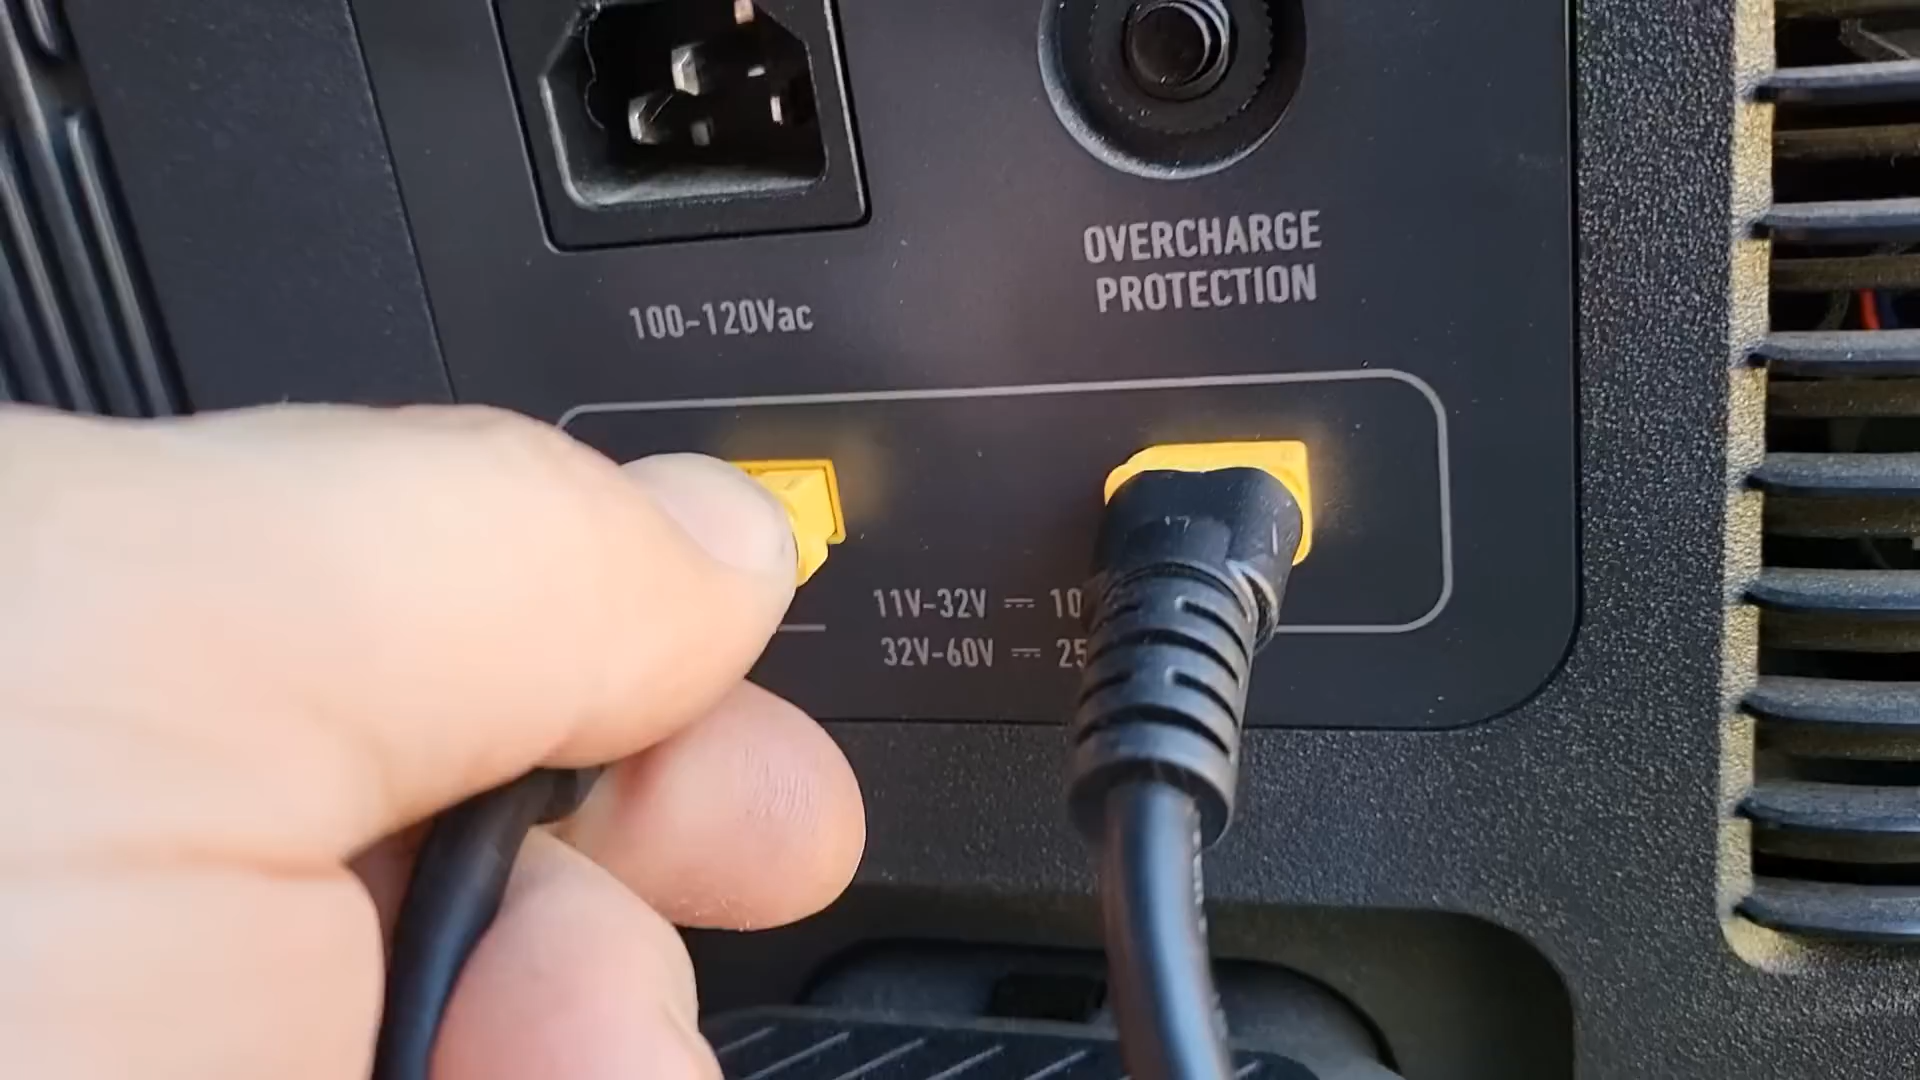 100-120Vac
OVERCHARGE
PROTECTION
11V-32V ⎓ 10
32V-60V ⎓ 25